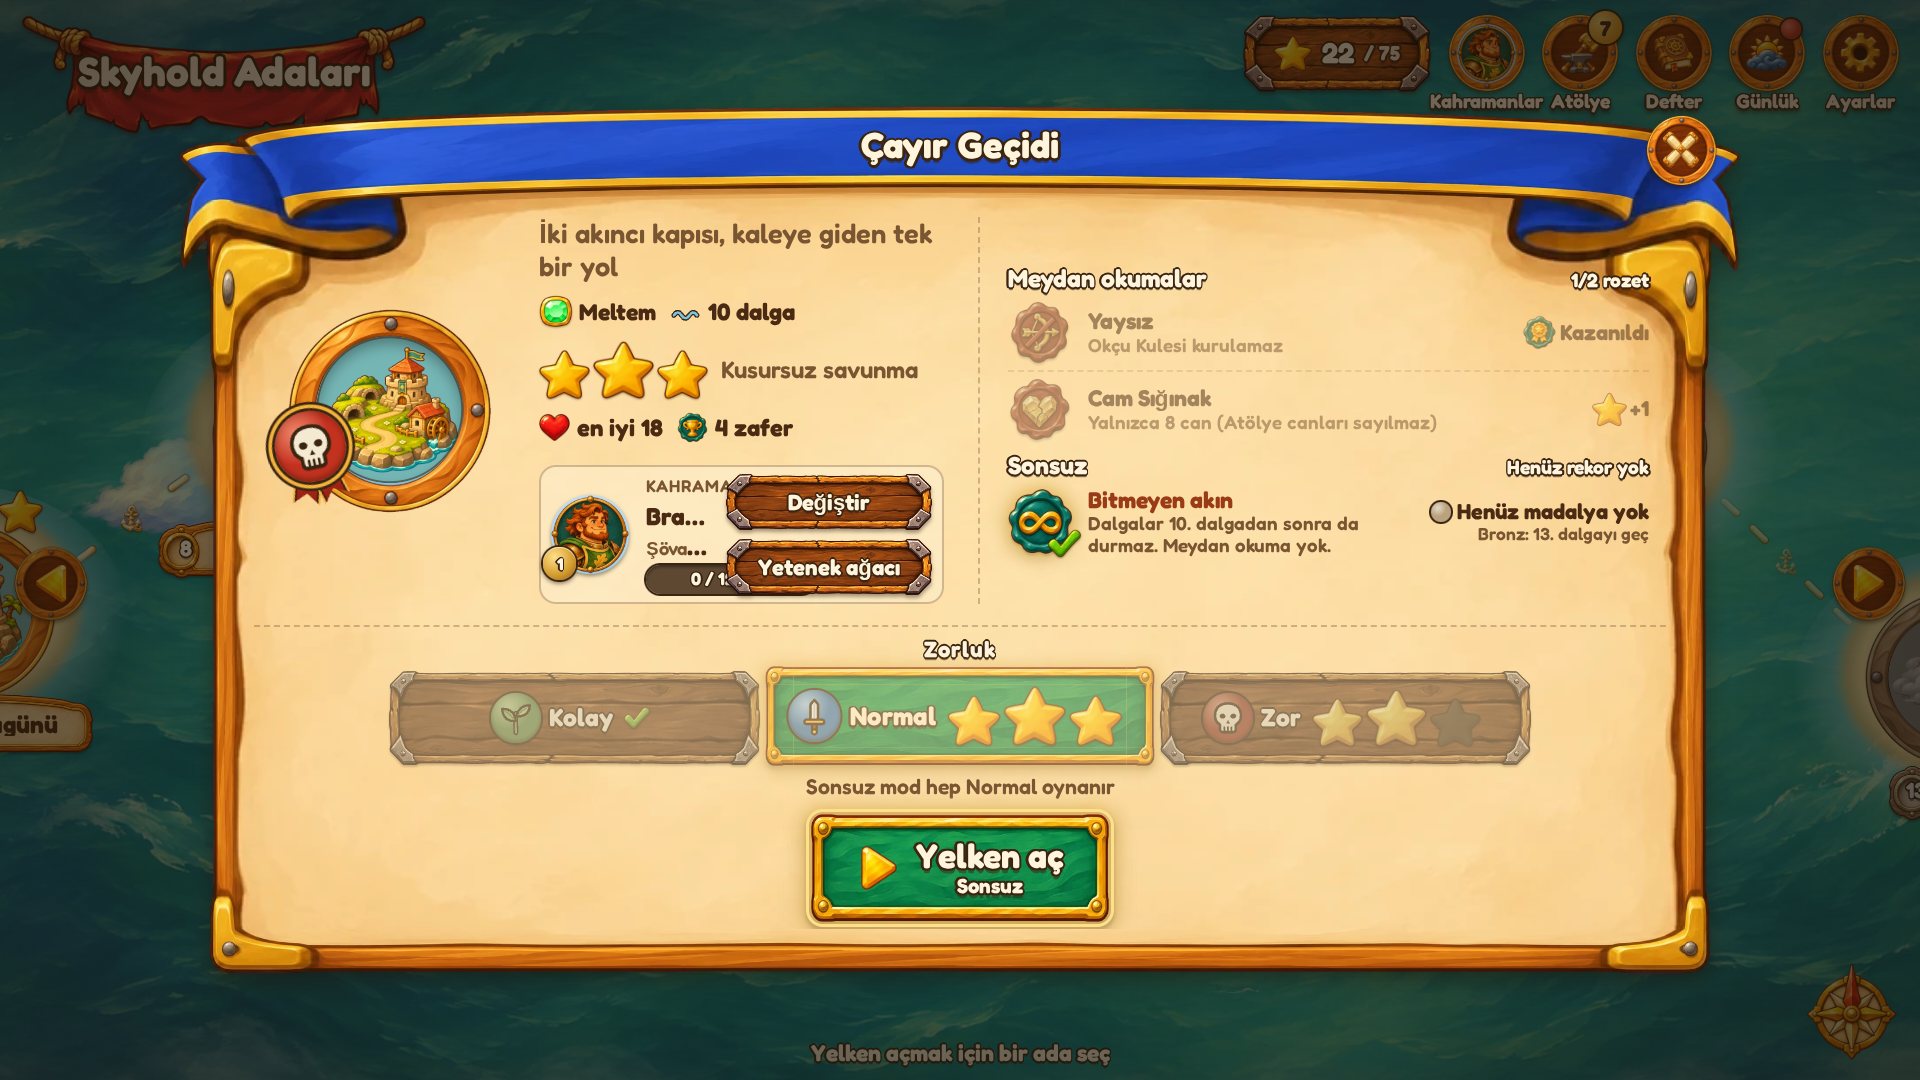 Skyhold Adaları
22 / 75
7
Kahramanlar
Atölye
Defter
Günlük
Ayarlar
Çayır Geçidi
İki akıncı kapısı, kaleye giden tek
bir yol
Meltem
10 dalga
Kusursuz savunma
en iyi 18
4 zafer
Bra...
Şöva...
1
Değiştir
Yetenek ağacı
Meydan okumalar
1/2 rozet
Yaysız
Okçu Kulesi kurulamaz
Kazanıldı
Cam Sığınak
Yalnızca 8 can (Atölye canları sayılmaz)
+1
Sonsuz
Henüz rekor yok
Bitmeyen akın
Dalgalar 10. dalgadan sonra da
durmaz. Meydan okuma yok.
Henüz madalya yok
Bronz: 13. dalgayı geç
8
Zorluk
Kolay
Normal
Zor
Sonsuz mod hep Normal oynanır
Yelken aç
Sonsuz
Yelken açmak için bir ada seç